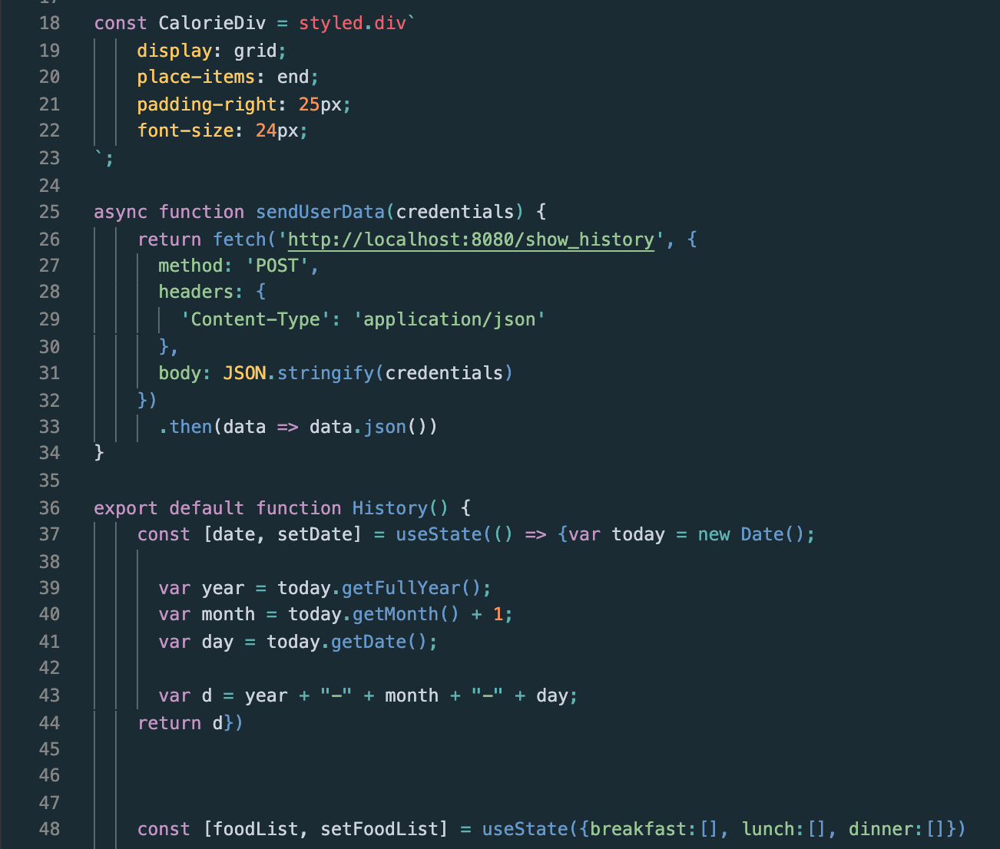 18 const CalorieDiv = styled.div`
19 display: grid;
20 place-items: end;
21 padding-right: 25px;
22 font-size: 24px;
23 `;
24
25 async function sendUserData(credentials) {
26 return fetch('http://localhost:8080/show_history', {
27 method: 'POST',
28 headers: {
29 'Content-Type': 'application/json'
30 },
31 body: JSON.stringify(credentials)
32 })
33 .then(data => data.json())
34 }
35
36 export default function History() {
37 const [date, setDate] = useState(() => {var today = new Date();
38
39 var year = today.getFullYear();
40 var month = today.getMonth() + 1;
41 var day = today.getDate();
42
43 var d = year + "-" + month + "-" + day;
44 return d})
45
46
47
48 const [foodList, setFoodList] = useState({breakfast:[], lunch:[], dinner:[]})